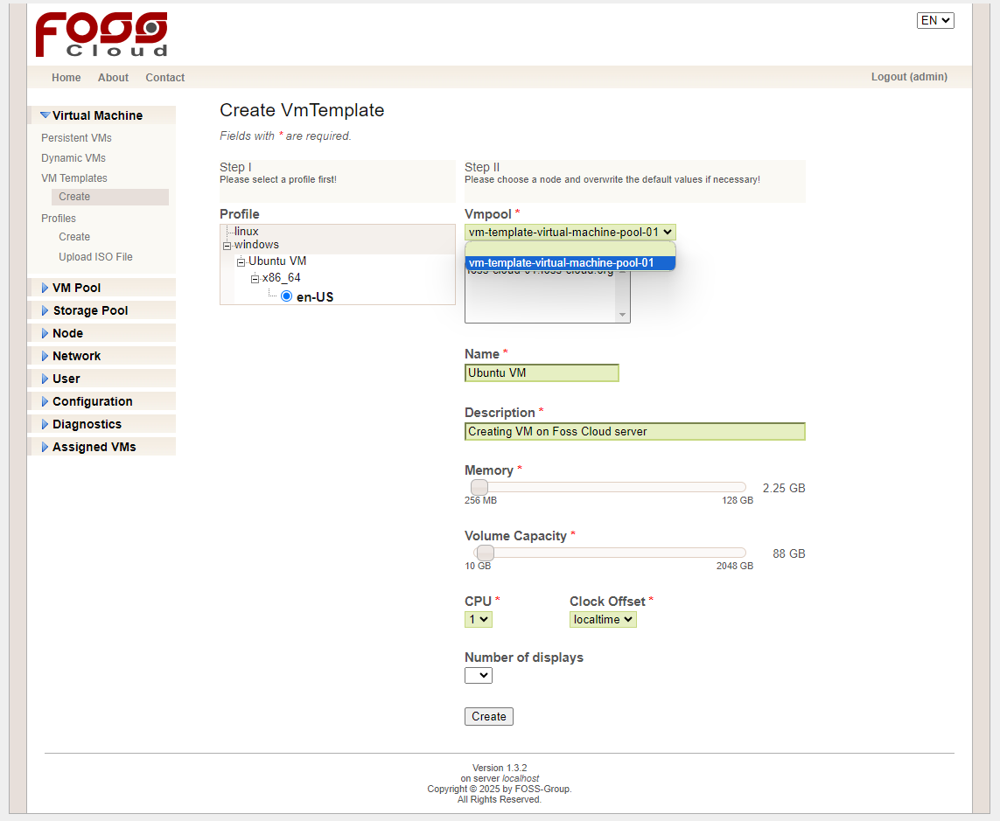 FOSS
Cloud
EN
Home About Contact
Logout (admin)
Virtual Machine
Persistent VMs
Dynamic VMs
VM Templates
Create
Profiles
Create
Upload ISO File
VM Pool
Storage Pool
Node
Network
User
Configuration
Diagnostics
Assigned VMs
Create VmTemplate
Fields with * are required.
Step I
Please select a profile first!
Profile
linux
windows
Ubuntu VM
x86_64
en-US
Step II
Please choose a node and overwrite the default values if necessary!
Vmpool *
vm-template-virtual-machine-pool-01
vm-template-virtual-machine-pool-01
foss-cloud-01.foss-cloud.org
Name *
Ubuntu VM
Description *
Creating VM on Foss Cloud server
Memory *
2.25 GB
256 MB 128 GB
Volume Capacity *
88 GB
10 GB 2048 GB
CPU * Clock Offset *
1 localtime
Number of displays
Create
Version 1.3.2
on server localhost
Copyright © 2025 by FOSS-Group.
All Rights Reserved.